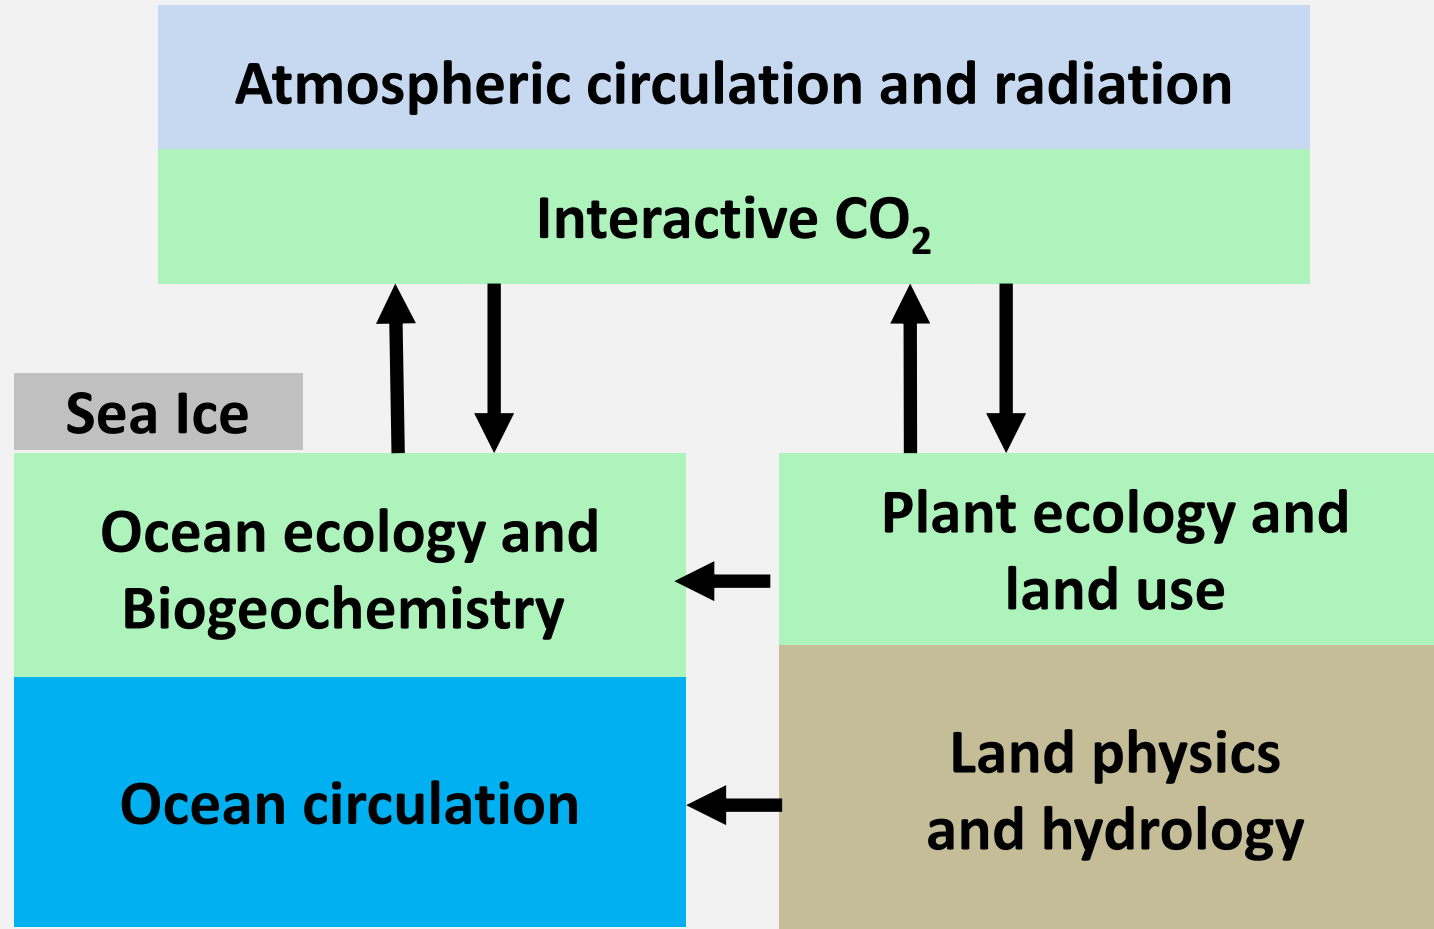 Atmospheric circulation and radiation
Interactive CO₂
Sea Ice
Ocean ecology and
Biogeochemistry
Plant ecology and
land use
Ocean circulation
Land physics
and hydrology